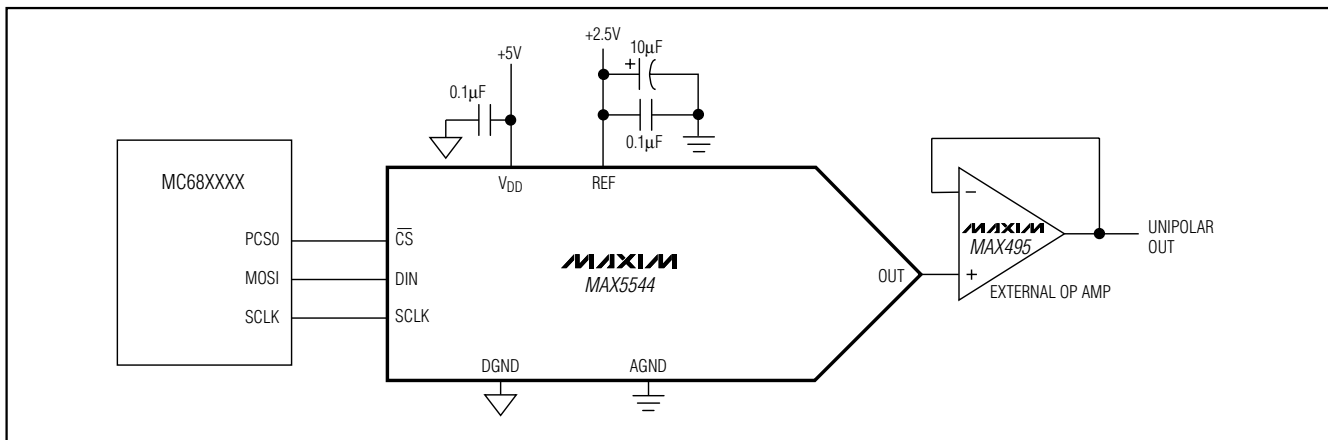 +2.5V
+5V
10µF
+
0.1µF
0.1µF
MC68XXXX
VDD
REF
−
MAXIM
MAX495
UNIPOLAR
OUT
PCS0
CS
MOSI
DIN
MAXIM
MAX5544
OUT
+
EXTERNAL OP AMP
SCLK
SCLK
DGND
AGND